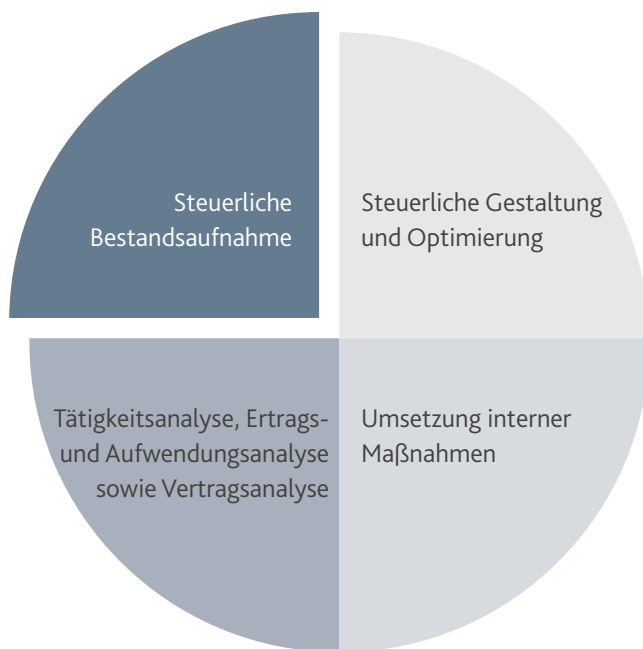 Steuerliche
Bestandsaufnahme
Steuerliche Gestaltung
und Optimierung
Tätigkeitsanalyse, Ertrags-
und Aufwendungsanalyse
sowie Vertragsanalyse
Umsetzung interner
Maßnahmen